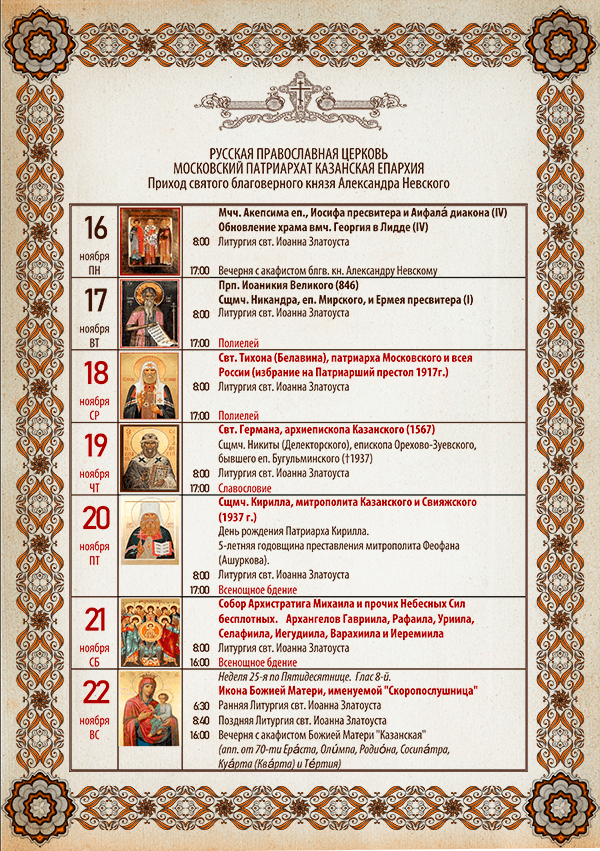 РУССКАЯ ПРАВОСЛАВНАЯ ЦЕРКОВЬ
МОСКОВСКИЙ ПАТРИАРХАТ КАЗАНСКАЯ ЕПАРХИЯ
Приход святого благоверного князя Александра Невского
16
ноября
ПН
Мчч. Акепсима еп., Иосифа пресвитера и Аифала́ диакона (IV)
Обновление храма вмч. Георгия в Лидде (IV)
8:00 Литургия свт. Иоанна Златоуста
17:00 Вечерня с акафистом блгв. кн. Александру Невскому
17
ноября
ВТ
Прп. Иоаникия Великого (846)
Сщмч. Никандра, еп. Мирского, и Ермея пресвитера (I)
8:00 Литургия свт. Иоанна Златоуста
17:00 Полиелей
18
ноября
СР
Свт. Тихона (Белавина), патриарха Московского и всея
России (избрание на Патриарший престол 1917г.)
8:00 Литургия свт. Иоанна Златоуста
17:00 Полиелей
19
ноября
ЧТ
Свт. Германа, архиепископа Казанского (1567)
Сщмч. Никиты (Делекторского), епископа Орехово-Зуевского,
бывшего еп. Бугульминского (†1937)
8:00 Литургия свт. Иоанна Златоуста
17:00 Славословие
20
ноября
ПТ
Сщмч. Кирилла, митрополита Казанского и Свияжского
(1937 г.)
День рождения Патриарха Кирилла.
5-летняя годовщина преставления митрополита Феофана
(Ашуркова).
8:00 Литургия свт. Иоанна Златоуста
17:00 Всенощное бдение
21
ноября
СБ
Собор Архистратига Михаила и прочих Небесных Сил
бесплотных. Архангелов Гавриила, Рафаила, Уриила,
Селафиила, Иегудиила, Варахиила и Иеремиила
8:00 Литургия свт. Иоанна Златоуста
16:00 Всенощное бдение
22
ноября
ВС
Неделя 25-я по Пятидесятнице. Глас 8-й.
Икона Божией Матери, именуемой "Скоропослушница"
6:30 Ранняя Литургия свт. Иоанна Златоуста
8:40 Поздняя Литургия свт. Иоанна Златоуста
16:00 Вечерня с акафистом Божией Матери "Казанская"
(апп. от 70-ти Ера́ста, Оли́мпа, Родио́на, Сосипа́тра,
Куа́рта (Ква́рта) и Те́ртия)